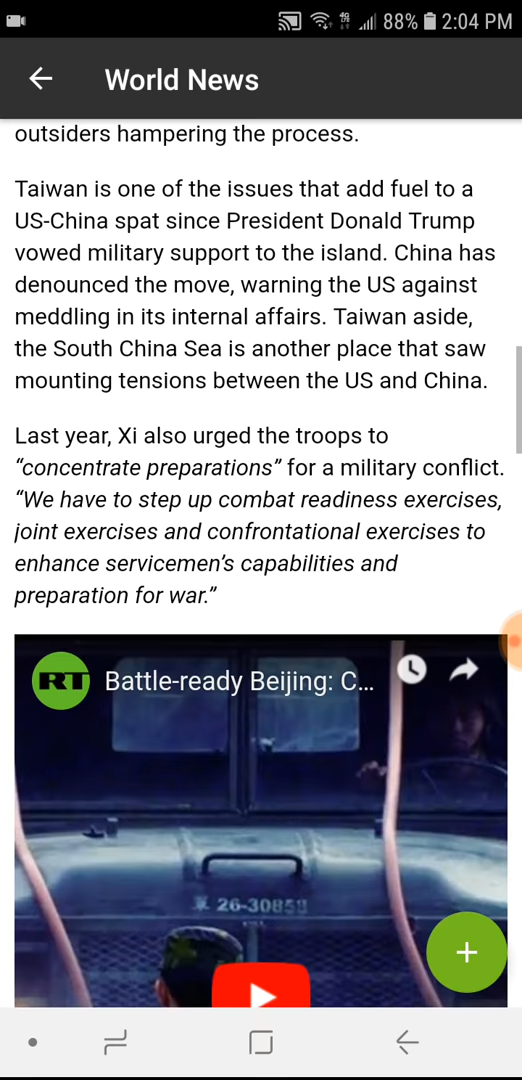 88% 2:04 PM
World News
outsiders hampering the process.
Taiwan is one of the issues that add fuel to a
US-China spat since President Donald Trump
vowed military support to the island. China has
denounced the move, warning the US against
meddling in its internal affairs. Taiwan aside,
the South China Sea is another place that saw
mounting tensions between the US and China.
Last year, Xi also urged the troops to
“concentrate preparations” for a military conflict.
“We have to step up combat readiness exercises,
joint exercises and confrontational exercises to
enhance servicemen’s capabilities and
preparation for war.”
RT Battle-ready Beijing: C...
26-30858
+